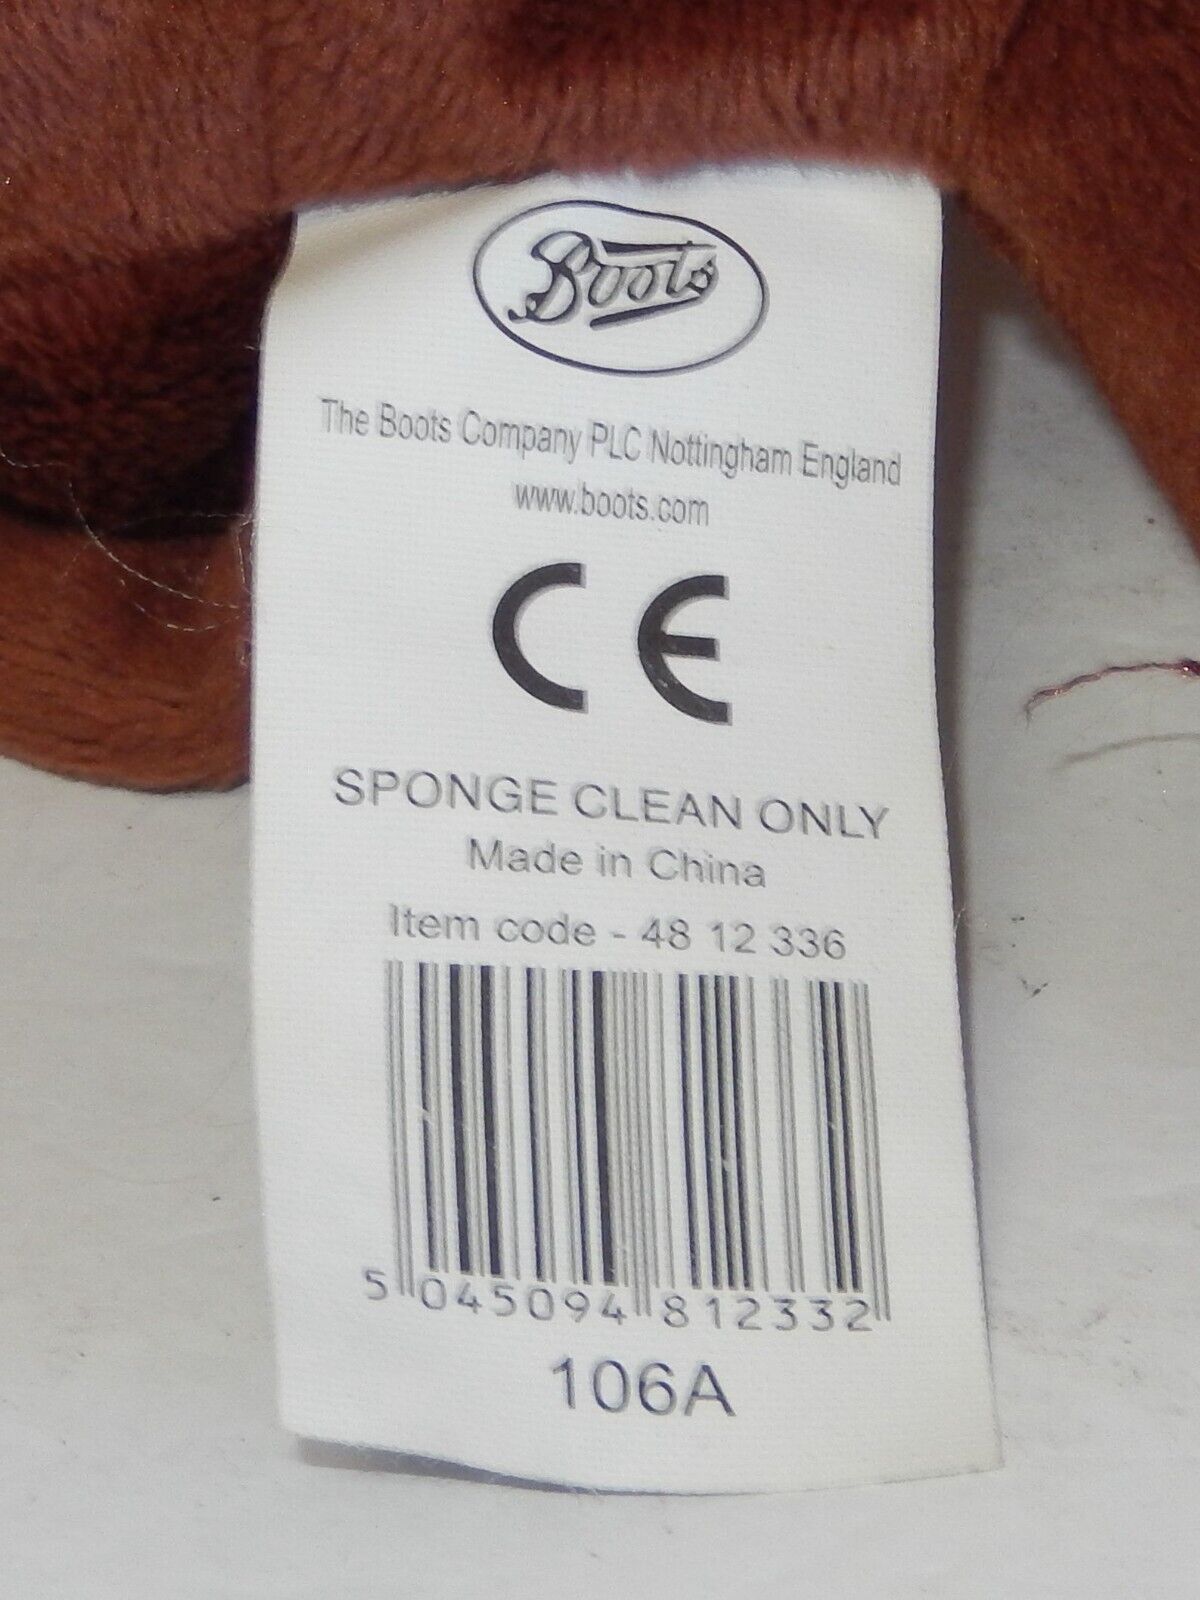 Boots
The Boots Company PLC Nottingham England
www.boots.com
CE
SPONGE CLEAN ONLY
Made in China
Item code - 48 12 336
5 045094 812332
106A